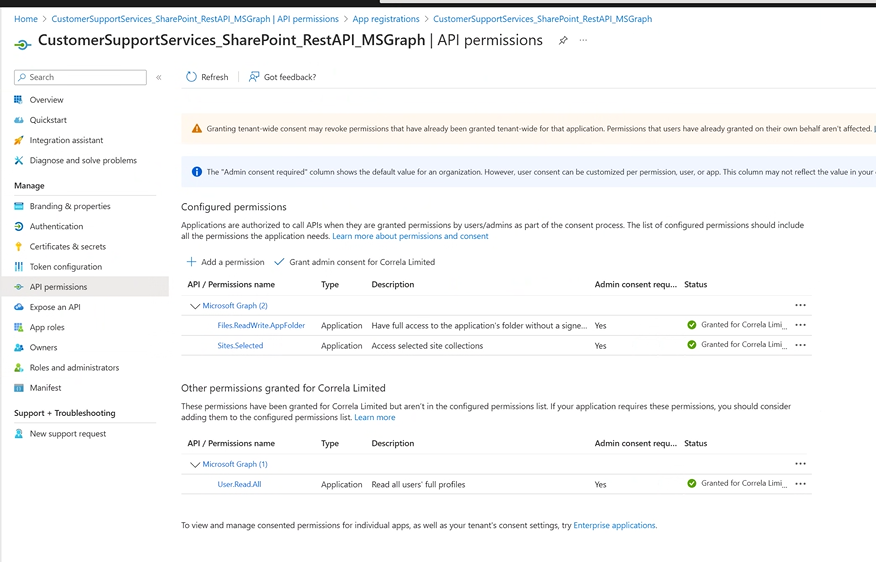 Home > CustomerSupportServices_SharePoint_RestAPI_MSGraph | API permissions > App registrations > CustomerSupportServices_SharePoint_RestAPI_MSGraph
CustomerSupportServices_SharePoint_RestAPI_MSGraph | API permissions
Search
Refresh
Got feedback?
Overview
Quickstart
Integration assistant
Diagnose and solve problems
Manage
Branding & properties
Authentication
Certificates & secrets
Token configuration
API permissions
Expose an API
App roles
Owners
Roles and administrators
Manifest
Support + Troubleshooting
New support request
Granting tenant-wide consent may revoke permissions that have already been granted tenant-wide for that application. Permissions that users have already granted on their own behalf aren't affected.
The "Admin consent required" column shows the default value for an organization. However, user consent can be customized per permission, user, or app. This column may not reflect the value in your
Configured permissions
Applications are authorized to call APIs when they are granted permissions by users/admins as part of the consent process. The list of configured permissions should include
all the permissions the application needs. Learn more about permissions and consent
Add a permission
Grant admin consent for Correla Limited
API / Permissions name Type Description Admin consent requ... Status
Microsoft Graph (2)
Files.ReadWrite.AppFolder Application Have full access to the application's folder without a signe... Yes Granted for Correla Limi...
Sites.Selected Application Access selected site collections Yes Granted for Correla Limi...
Other permissions granted for Correla Limited
These permissions have been granted for Correla Limited but aren't in the configured permissions list. If your application requires these permissions, you should consider
adding them to the configured permissions list. Learn more
API / Permissions name Type Description Admin consent requ... Status
Microsoft Graph (1)
User.Read.All Application Read all users' full profiles Yes Granted for Correla Limi...
To view and manage consented permissions for individual apps, as well as your tenant's consent settings, try Enterprise applications.